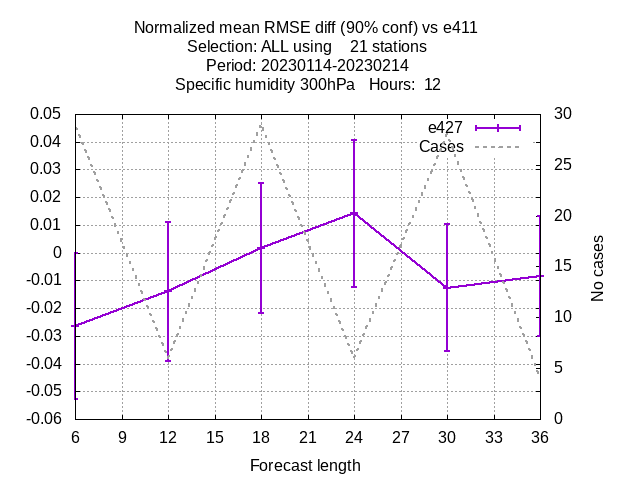 Normalized mean RMSE diff (90% conf) vs e411
Selection: ALL using    21 stations
Period: 20230114-20230214
Specific humidity 300hPa   Hours:  12
e427
Cases
0.05
0.04
0.03
0.02
0.01
0
-0.01
-0.02
-0.03
-0.04
-0.05
-0.06
30
25
20
15
10
5
0
No cases
6 9 12 15 18 21 24 27 30 33 36
Forecast length